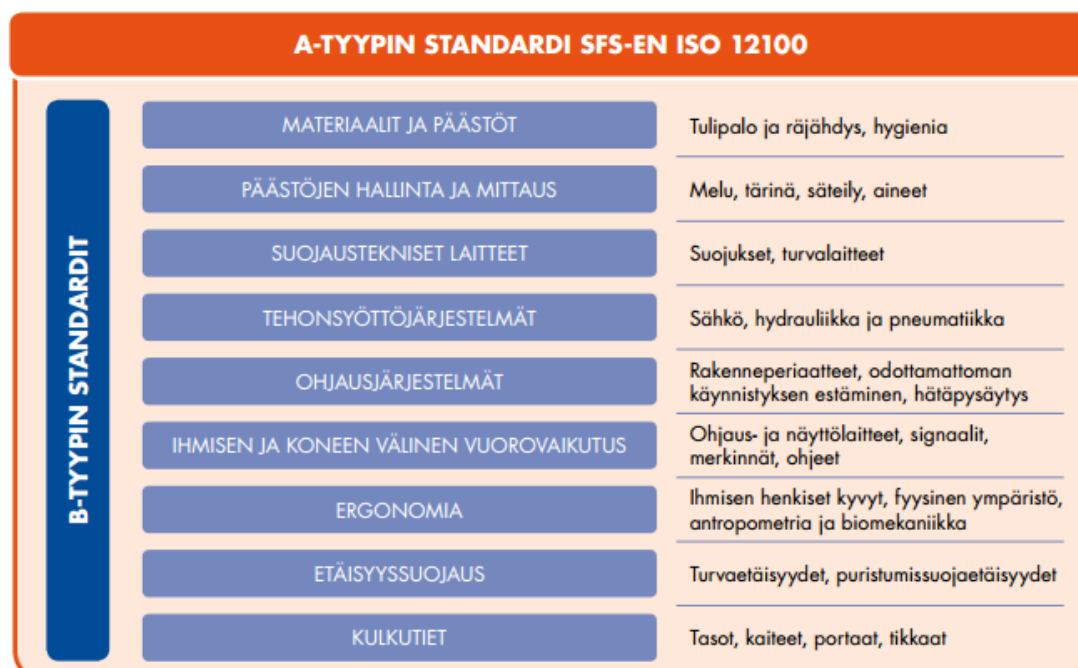 A-TYYPIN STANDARDI SFS-EN ISO 12100
B-TYYPIN STANDARDIT
MATERIAALIT JA PÄÄSTÖT
Tulipalo ja räjähdys, hygienia
PÄÄSTÖJEN HALLINTA JA MITTAUS
Melu, tärinä, säteily, aineet
SUOJAUSTEKNISET LAITTEET
Suojukset, turvalaitteet
TEHONSYÖTTÖJÄRJESTELMÄT
Sähkö, hydrauliikka ja pneumatiikka
OHJAUSJÄRJESTELMÄT
Rakenneperiaatteet, odottamattoman
käynnistyksen estäminen, hätäpysäytys
IHMISEN JA KONEEN VÄLINEN VUOROVAIKUTUS
Ohjaus- ja näyttölaitteet, signaalit,
merkinnät, ohjeet
ERGONOMIA
Ihmisen henkiset kyvyt, fyysinen ympäristö,
antropometria ja biomekaniikka
ETÄISYYSSUOJAUS
Turvaetäisyydet, puristumissuojaetäisyydet
KULKUTIET
Tasot, kaiteet, portaat, tikkaat